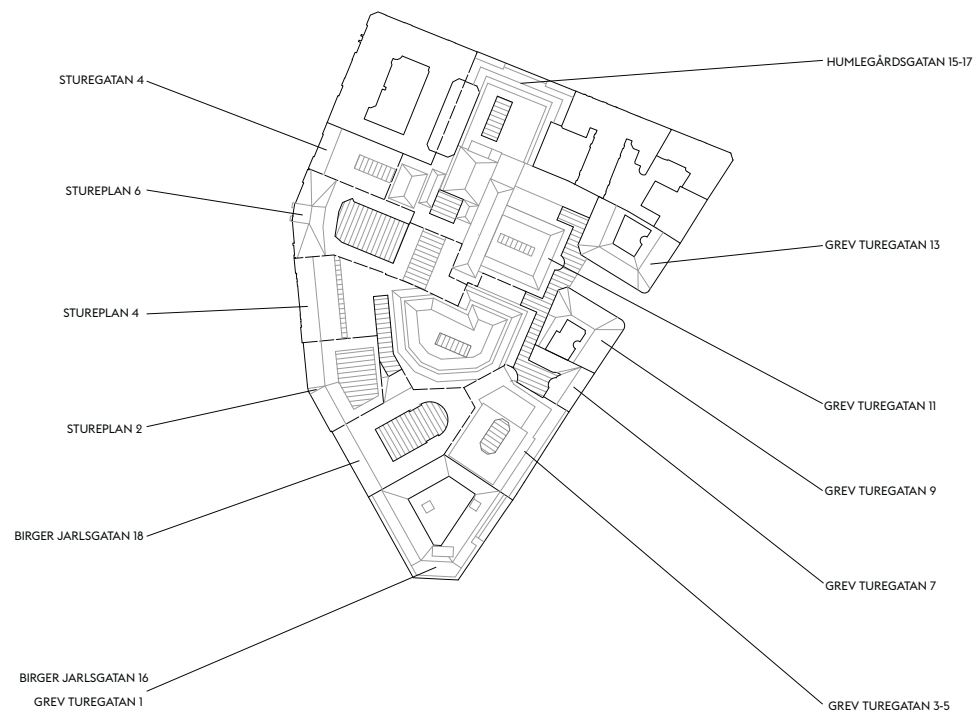 STUREGATAN 4
HUMLEGÅRDSGATAN 15-17
STUREPLAN 6
GREV TUREGATAN 13
STUREPLAN 4
GREV TUREGATAN 11
STUREPLAN 2
GREV TUREGATAN 9
BIRGER JARLSGATAN 18
GREV TUREGATAN 7
BIRGER JARLSGATAN 16
GREV TUREGATAN 1
GREV TUREGATAN 3-5